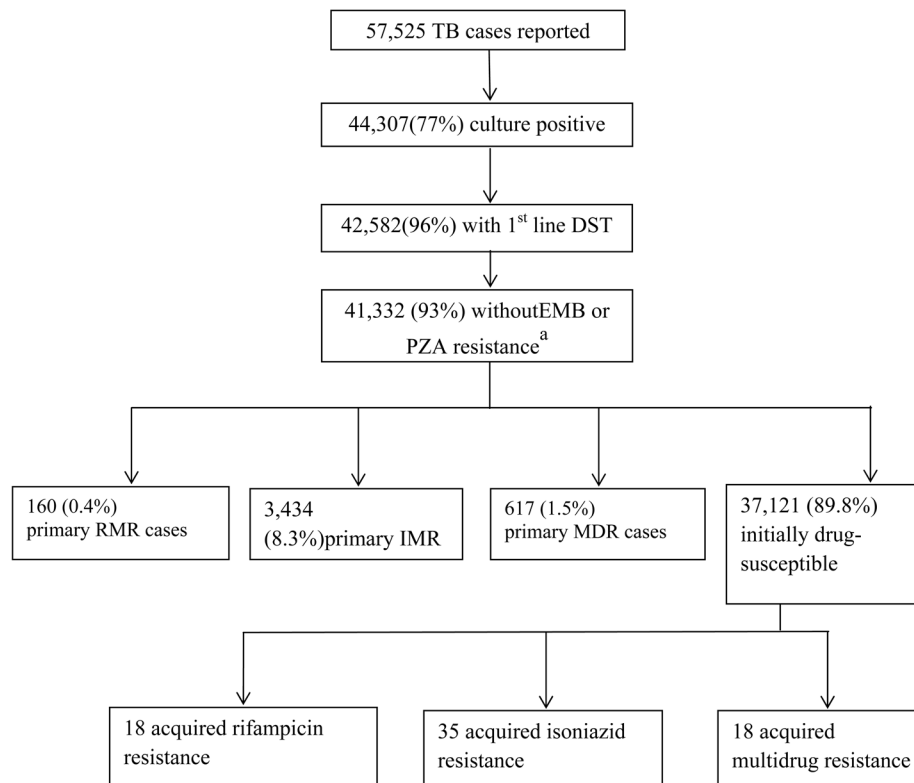 57,525 TB cases reported
44,307(77%) culture positive
42,582(96%) with 1st line DST
41,332 (93%) withoutEMB or
PZA resistancea
160 (0.4%)
primary RMR cases
3,434
(8.3%)primary IMR
617 (1.5%)
primary MDR cases
37,121 (89.8%)
initially drug-
susceptible
18 acquired rifampicin
resistance
35 acquired isoniazid
resistance
18 acquired
multidrug resistance